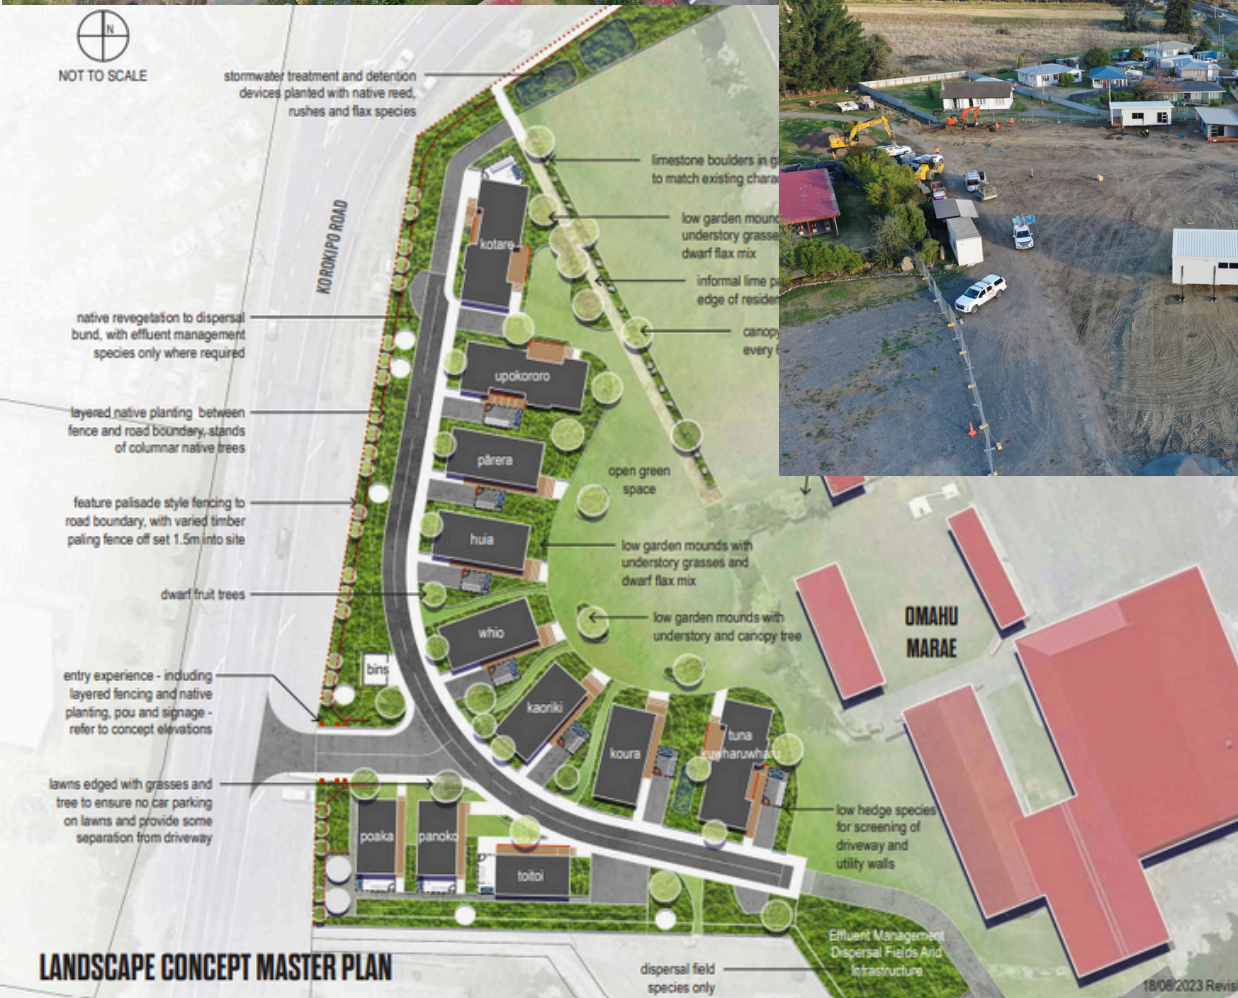 N
NOT TO SCALE
stormwater treatment and detention
devices planted with native reed,
rushes and flax species
limestone boulders in
to match existing
low garden
understory
dwarf flax mix
informal lime
edge of
canopy
every
KOROKIPO ROAD
native revegetation to dispersal
bund, with effluent management
species only where required
layered native planting between
fence and road boundary, stands
of columnar native trees
feature palisade style fencing to
road boundary, with varied timber
paling fence off set 1.5m into site
dwarf fruit trees
entry experience - including
layered fencing and native
planting, pou and signage -
refer to concept elevations
lawns edged with grasses and
tree to ensure no car parking
on lawns and provide some
separation from driveway
kotare
upokororo
pārera
huia
whio
kaoriki
koura
tuna
kuwharuwharu
poaka
panoko
toitoi
bins
open green
space
low garden mounds with
understory grasses and
dwarf flax mix
low garden mounds with
understory and canopy tree
OMAHU
MARAE
low hedge species
for screening of
driveway and
utility walls
Effluent Management
Dispersal Fields And
Infrastructure
dispersal field
species only
LANDSCAPE CONCEPT MASTER PLAN
18/08/2023